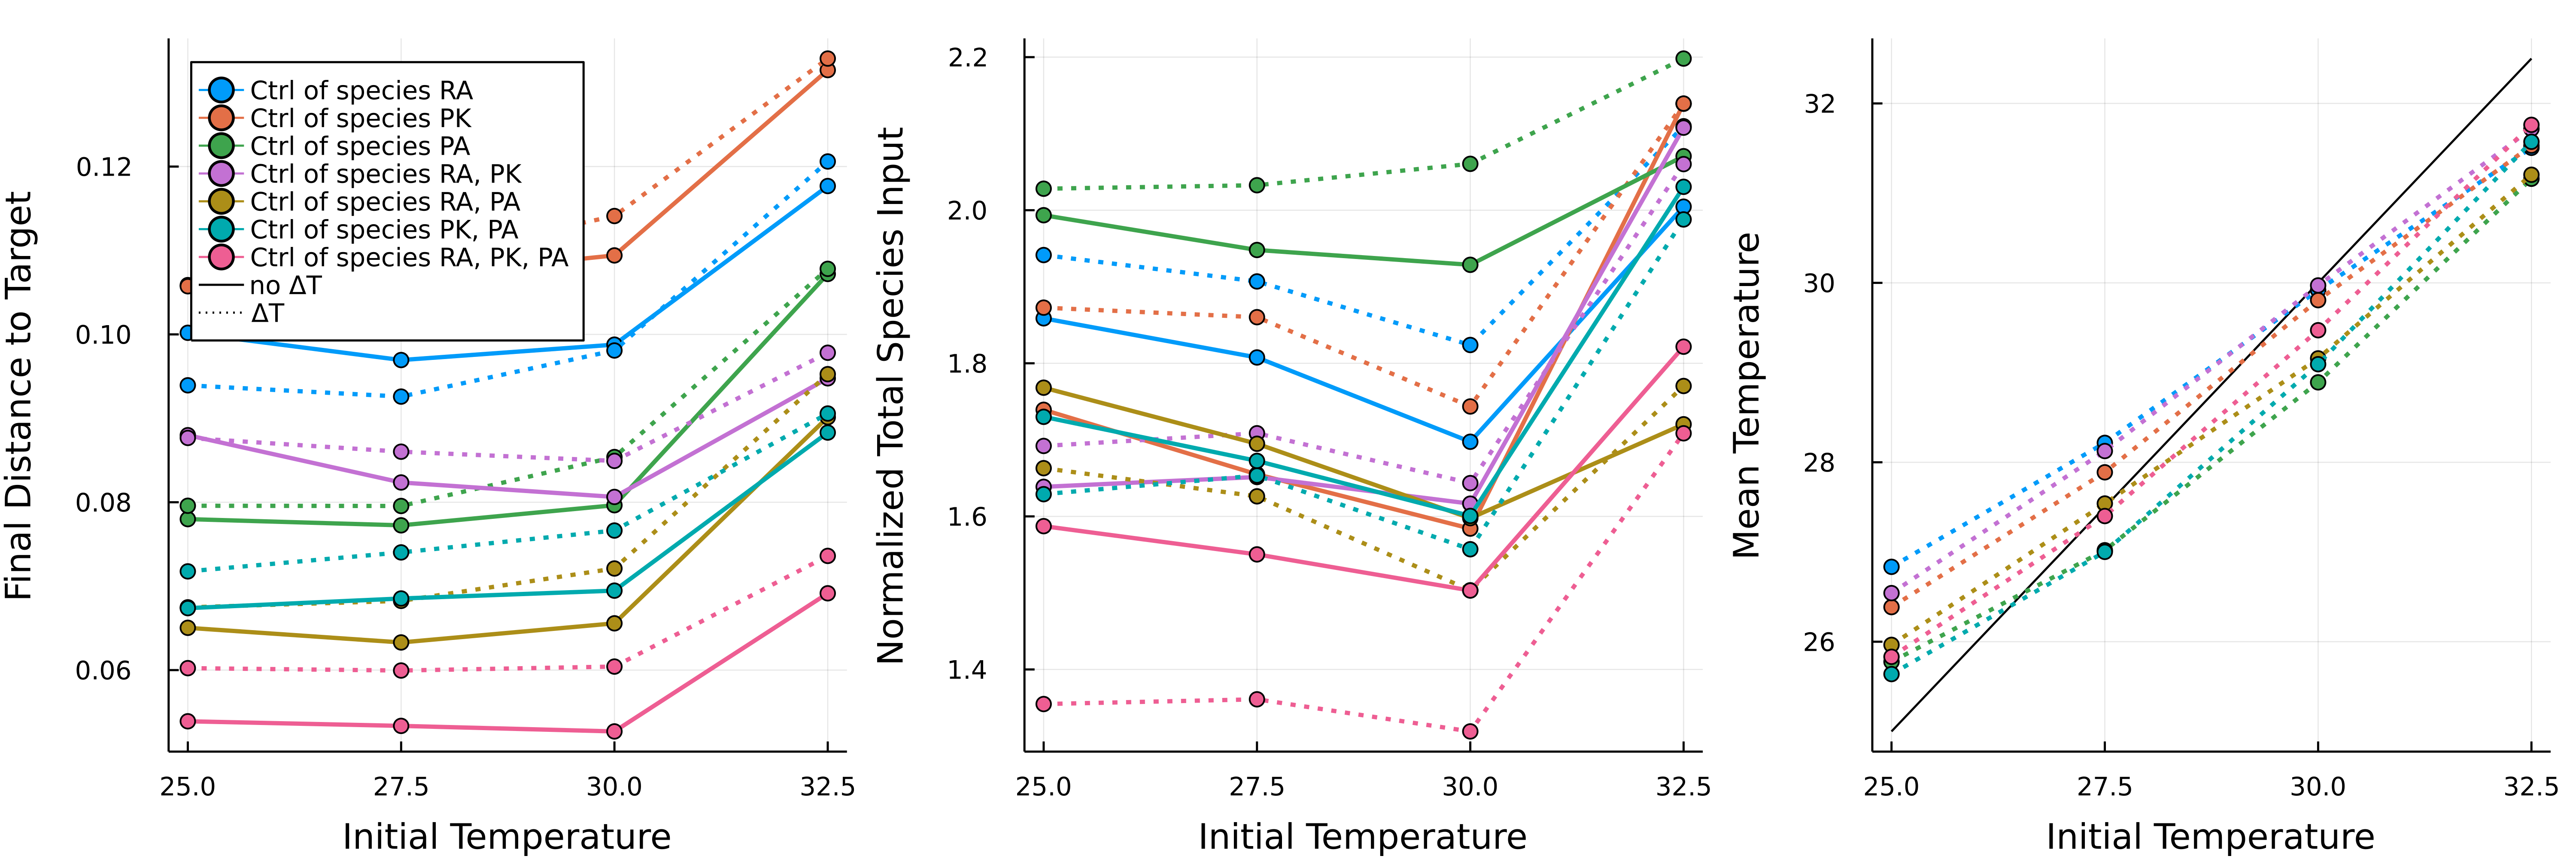 Final Distance to Target
0.12
0.10
0.08
0.06
Ctrl of species RA
Ctrl of species PK
Ctrl of species PA
Ctrl of species RA, PK
Ctrl of species RA, PA
Ctrl of species PK, PA
Ctrl of species RA, PK, PA
no ΔT
ΔT
25.0 27.5 30.0 32.5
Initial Temperature
Normalized Total Species Input
2.2
2.0
1.8
1.6
1.4
25.0 27.5 30.0 32.5
Initial Temperature
Mean Temperature
32
30
28
26
25.0 27.5 30.0 32.5
Initial Temperature